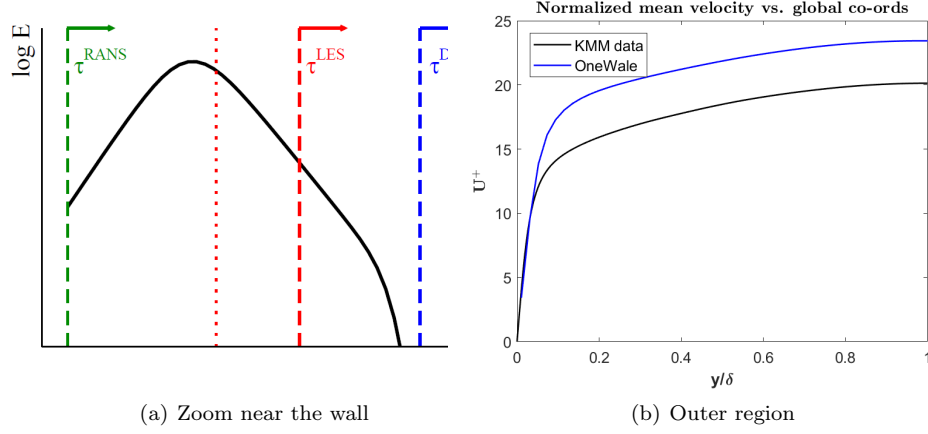 log E
τ^RANS
τ^LES
τ^D
Normalized mean velocity vs. global co-ords
KMM data
OneWale
25
20
15
10
5
0
U⁺
0
0.2
0.4
0.6
0.8
1
y/δ
(a) Zoom near the wall
(b) Outer region